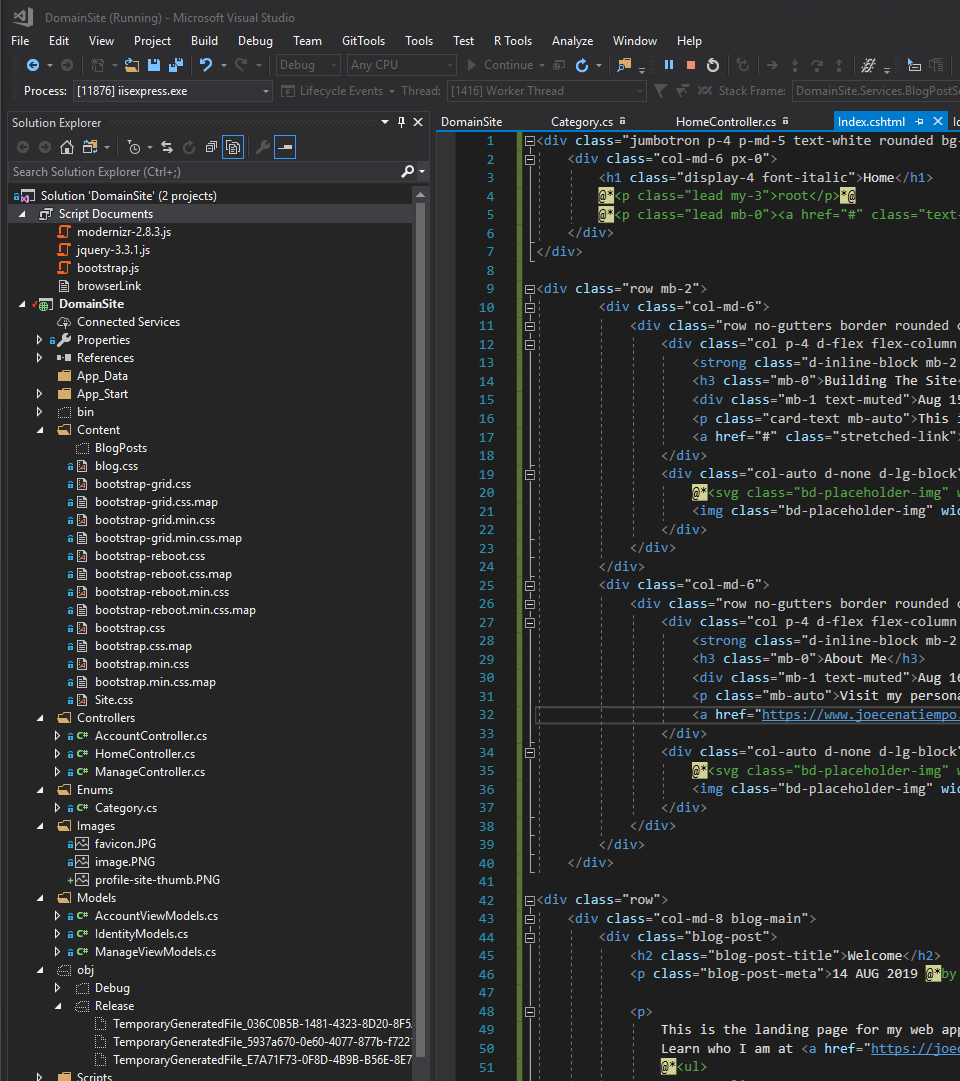 DomainSite (Running) - Microsoft Visual Studio
File Edit View Project Build Debug Team GitTools Tools Test R Tools Analyze Window Help
Debug Any CPU Continue
Process: [11876] iisexpress.exe Lifecycle Events Thread: [1416] Worker Thread Stack Frame: DomainSite.Services.BlogPostS
Solution Explorer
Search Solution Explorer (Ctrl+;)
Solution 'DomainSite' (2 projects)
Script Documents
modernizr-2.8.3.js
jquery-3.3.1.js
bootstrap.js
browserLink
DomainSite
Connected Services
Properties
References
App_Data
App_Start
bin
Content
BlogPosts
blog.css
bootstrap-grid.css
bootstrap-grid.css.map
bootstrap-grid.min.css
bootstrap-grid.min.css.map
bootstrap-reboot.css
bootstrap-reboot.css.map
bootstrap-reboot.min.css
bootstrap-reboot.min.css.map
bootstrap.css
bootstrap.css.map
bootstrap.min.css
bootstrap.min.css.map
Site.css
Controllers
C# AccountController.cs
C# HomeController.cs
C# ManageController.cs
Enums
C# Category.cs
Images
favicon.JPG
image.PNG
profile-site-thumb.PNG
Models
C# AccountViewModels.cs
C# IdentityModels.cs
C# ManageViewModels.cs
obj
Debug
Release
TemporaryGeneratedFile_036C0B5B-1481-4323-8D20-8F5
TemporaryGeneratedFile_5937a670-0e60-4077-877b-f722
TemporaryGeneratedFile_E7A71F73-0F8D-4B9B-B56E-8E7
Scripts
DomainSite Category.cs HomeController.cs Index.cshtml
1 <div class="jumbotron p-4 p-md-5 text-white rounded bg-
2 <div class="col-md-6 px-0">
3 <h1 class="display-4 font-italic">Home</h1>
4 @*<p class="lead my-3">root</p>*@
5 @*<p class="lead mb-0"><a href="#" class="text-
6 </div>
7 </div>
8
9 <div class="row mb-2">
10 <div class="col-md-6">
11 <div class="row no-gutters border rounded
12 <div class="col p-4 d-flex flex-column
13 <strong class="d-inline-block mb-2
14 <h3 class="mb-0">Building The Site<
15 <div class="mb-1 text-muted">Aug 15
16 <p class="card-text mb-auto">This
17 <a href="#" class="stretched-link"
18 </div>
19 <div class="col-auto d-none d-lg-block"
20 @*<svg class="bd-placeholder-img"
21 <img class="bd-placeholder-img" wid
22 </div>
23 </div>
24 </div>
25 <div class="col-md-6">
26 <div class="row no-gutters border rounded
27 <div class="col p-4 d-flex flex-column
28 <strong class="d-inline-block mb-2
29 <h3 class="mb-0">About Me</h3>
30 <div class="mb-1 text-muted">Aug 16
31 <p class="mb-auto">Visit my persona
32 <a href="https://www.joecenatiempo.
33 </div>
34 <div class="col-auto d-none d-lg-block"
35 @*<svg class="bd-placeholder-img"
36 <img class="bd-placeholder-img" wid
37 </div>
38 </div>
39 </div>
40 </div>
41
42 <div class="row">
43 <div class="col-md-8 blog-main">
44 <div class="blog-post">
45 <h2 class="blog-post-title">Welcome</h2>
46 <p class="blog-post-meta">14 AUG 2019 @*by
47
48 <p>
49 This is the landing page for my web app
50 Learn who I am at <a href="https://joec
51 @*<ul>